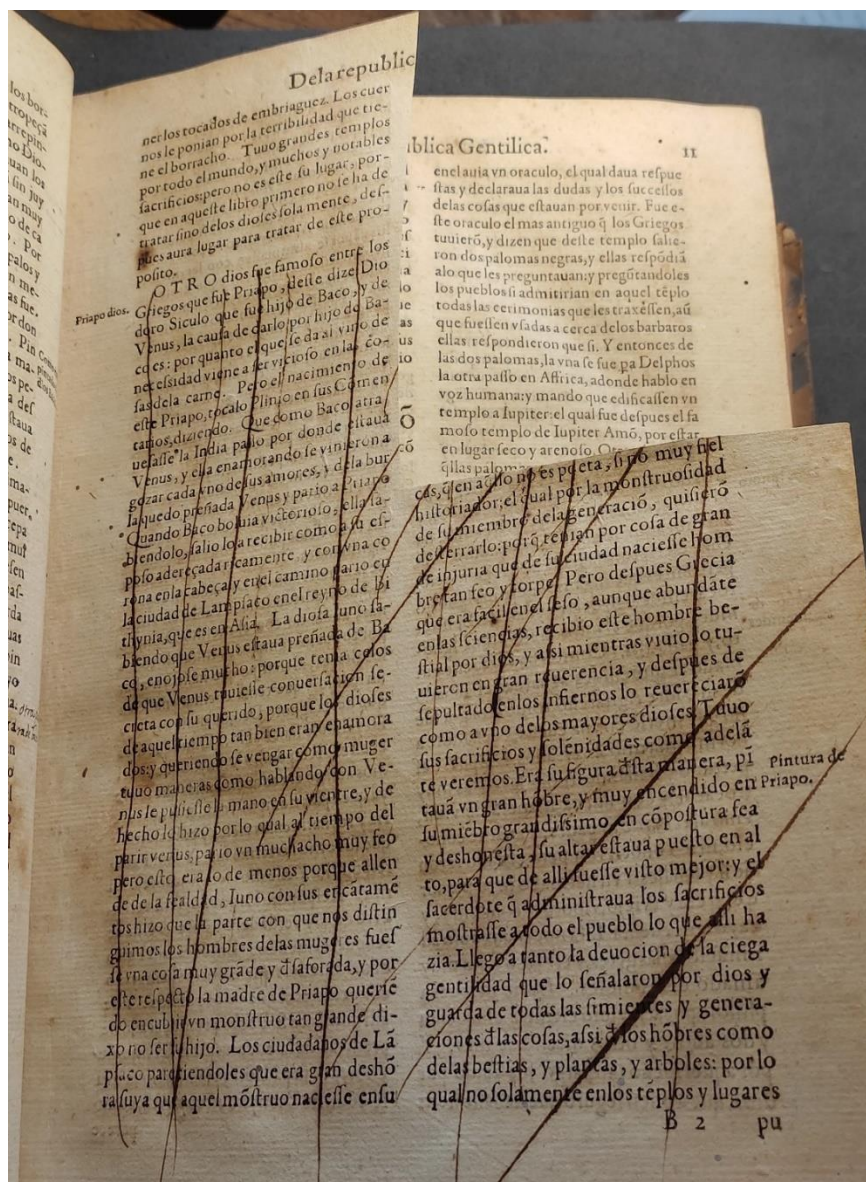 Dela republic
ner los tocados de embriaguez. Los cuer
nos le ponian por la terribilidad que tie-
ne el borracho. Tuuo grandes templos
por todo el mundo, y muchos y notables
ſacrificios: pero no es eſte ſu lugar, por-
que en aqueſte libro primero no ſe ha de
tratar ſino delos dioſes ſola mente, deſ-
pues aura lugar para tratar de eſte pro-
poſito.
Priapo dios.
OTRO dios fue famoſo entre los
Griegos que fue Priapo, deſte dize Dio
doro Siculo que fue hijo de Baco, y de
Venus, la cauſa de darlo por hijo de Ba-
co es: por quanto el que ſe da al vino de
neceſsidad viene a ſer vicioſo en las co-
ſas dela carne. Pero el nacimiento de
eſte Priapo, tocalo Plinio en ſus Comen
tarios, diziendo. Que como Baco atra
ueſaſſe la India paſſo por donde eſtaua
Venus, y ella enamorando ſe vinieron a
gozar cada vno de ſus amores, y dela bur
la quedo preñada Venus y pario a Priapo
Quando Baco boluia victorioſo, ella ſa-
biendolo, ſalio lo a recibir como a ſu eſ-
poſo adereçada ricamente y con vna co
rona en la cabeça, y en el camino pario en
la ciudad de Lampſaco enel reyno de Bi
thynia, que es en Aſia. La dioſa Iuno ſa-
biendo que Venus eſtaua preñada de Ba
co, enojoſe mucho: porque tenia celos
de que Venus tuuieſſe conuerſacion ſe-
creta con ſu querido, porque los dioſes
de aquel tiempo tan bien eran enamora
dos: y queriendo ſe vengar como muger
tuuo maneras como hablando con Ve-
nus le puſieſſe la mano en ſu vientre, y de
hecho lo hizo por lo qual al tiempo del
parir venus, pario vn muchacho muy feo
pero eſto era lo de menos porque allen
de de la fealdad, Iuno con ſus encãtamẽ
tos hizo que la parte con que nos diſtin
guimos los hombres delas mugeres fueſ
ſe vna coſa muy grãde y đſaforada, y por
eſte reſpecto la madre de Priapo queriẽ
do encubrir vn monſtruo tan grande di-
xo no ſer ſu hijo. Los ciudadanos de Lã
pſaco pareciendoles que era gran deshõ
ra ſuya que aquel mõſtruo nacieſſe en ſu
blica Gentilica. 11
enel auia vn oraculo, el qual daua reſpue
ſtas y declaraua las dudas y los ſucceſſos
delas coſas que eſtauan por venir. Fue e-
ſte oraculo el mas antiguo q̃ los Griegos
tuuierõ, y dizen que deſte templo ſalie-
ron dos palomas negras, y ellas reſpõdiã
alo que les preguntauan: y pregũtandoles
los pueblos ſi admitirian en aquel tẽplo
todas las cerimonias que les traxeſſen, aũ
que fueſſen vſadas a cerca delos barbaros
ellas reſpondieron que ſi. Y entonces de
las dos palomas, la vna ſe fue pa Delphos
la otra paſſo en Affrica, adonde hablo en
voz humana: y mando que edificaſſen vn
templo a Iupiter: el qual fue deſpues el fa
moſo templo de Iupiter Amõ, por eſtar
en lugar ſeco y arenoſo.
q̃llas
cas, q̃ en aq̃llo no es poeta, ſino muy fiel
hiſtoriador; el qual por la monſtruoſidad
de ſu miembro dela generació, quiſierõ
deſterrarlo: porq̃ tenian por coſa de gran
de injuria que de ſu ciudad nacieſſe hom
bre tan feo y torpe. Pero deſpues Grecia
que era facil en el ſeſo, aunque abundãte
en las ſciencias, recibio eſte hombre be-
ſtial por dios, y aſsi mientras viuio lo tu-
uieron en gran reuerencia, y deſpues de
ſepultado en los infiernos lo reuerẽciarõ
como a vno delos mayores dioſes. Tuuo
ſus ſacrificios y ſolẽnidades como adelã
te veremos. Era ſu figura đſta manera, pĩ
tauã vn gran hõbre, y muy encendido en
ſu miẽbro grandiſsimo, en cõpoſtura fea
y deshoneſta, ſu altar eſtaua pueſto en al
to, para que de alli fueſſe viſto mejor: y el
ſacerdote q̃ adminiſtraua los ſacrificios
moſtraſſe a todo el pueblo lo que alli ha
zia. Llego a tanto la deuocion de la ciega
gentilidad que lo ſeñalaron por dios y
guarda de todas las ſimientes y genera-
ciones đlas coſas, aſsi đ los hõbres como
delas beſtias, y plantas, y arboles: por lo
qual no ſolamente enlos tẽplos y lugares
Pintura de
Priapo.
B 2 pu